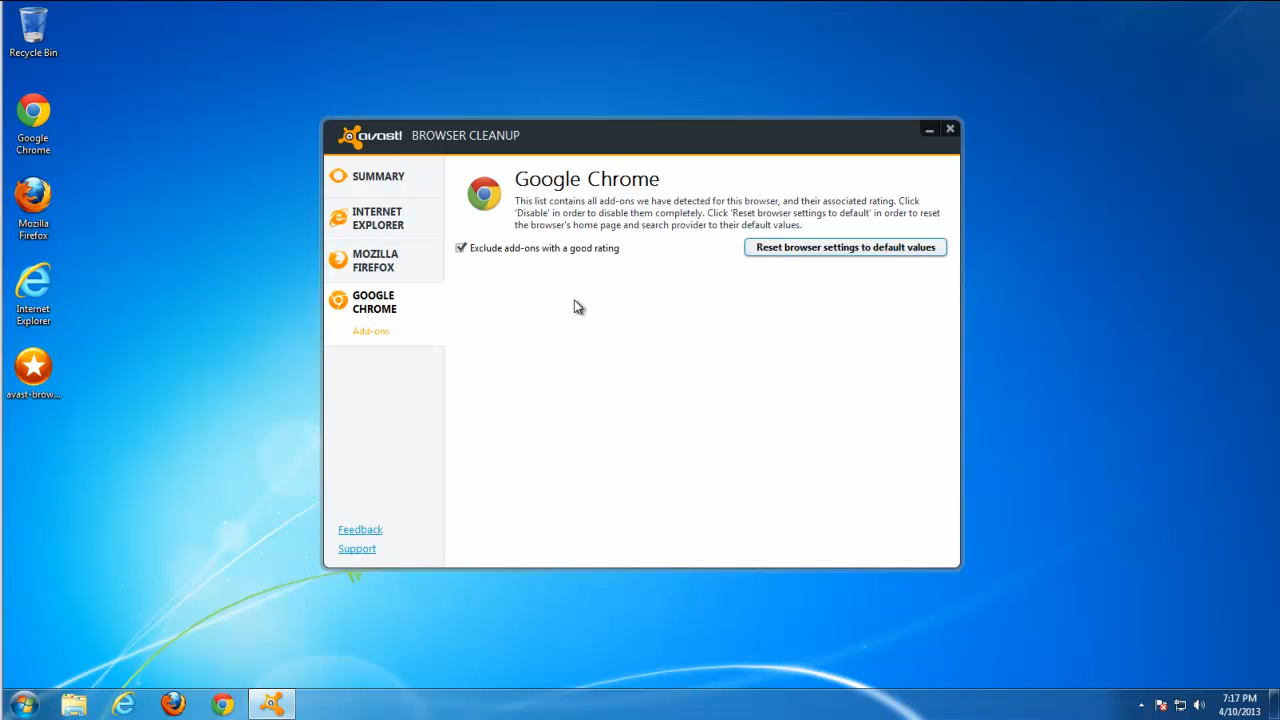 Recycle Bin
Google
Chrome
Mozilla
Firefox
Internet
Explorer
avast-brow...
avast! BROWSER CLEANUP
SUMMARY
INTERNET
EXPLORER
MOZILLA
FIREFOX
GOOGLE
CHROME
Add-ons
Feedback
Support
Google Chrome
This list contains all add-ons we have detected for this browser, and their associated rating. Click
'Disable' in order to disable them completely. Click 'Reset browser settings to default' in order to reset
the browser's home page and search provider to their default values.
Exclude add-ons with a good rating
Reset browser settings to default values
7:17 PM
4/10/2013